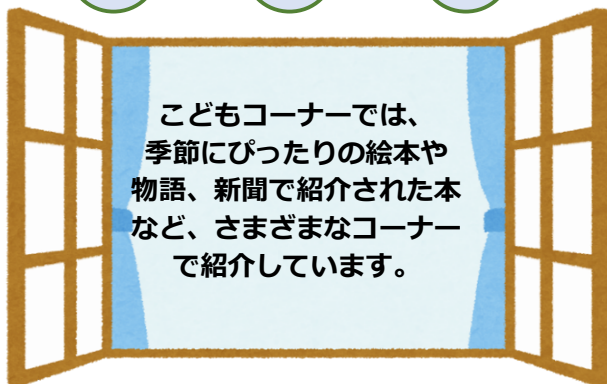 こどもコーナーでは、
季節にぴったりの絵本や
物語、新聞で紹介された本
など、さまざまなコーナー
で紹介しています。